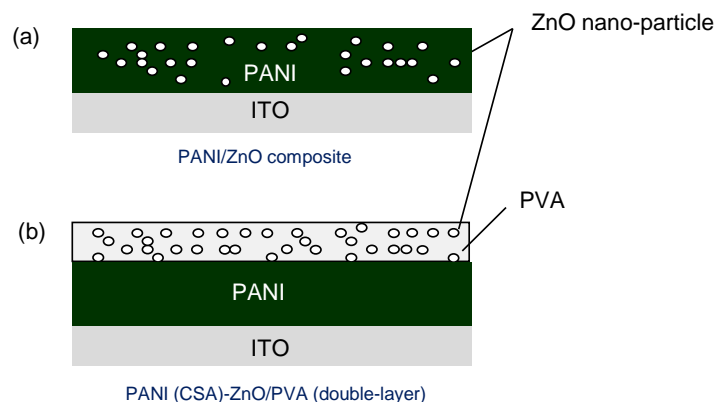 (a)
ZnO nano-particle
PANI
ITO
PANI/ZnO composite
(b)
PVA
PANI
ITO
PANI (CSA)-ZnO/PVA (double-layer)